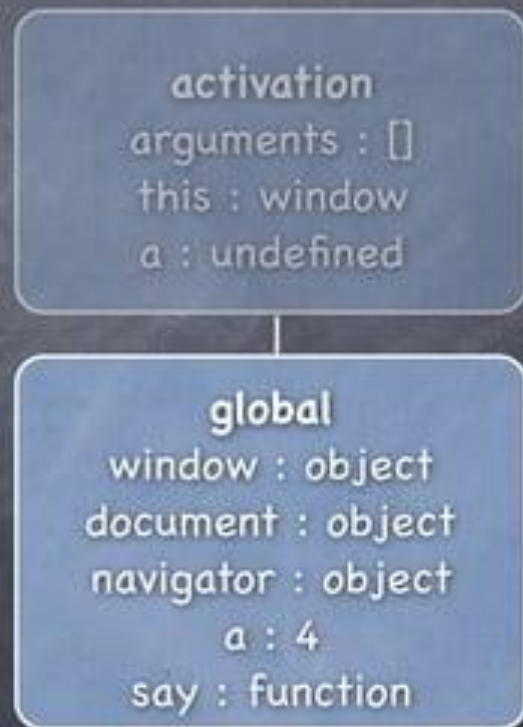 activation
arguments : []
this : window
a : undefined
global
window : object
document : object
navigator : object
a : 4
say : function